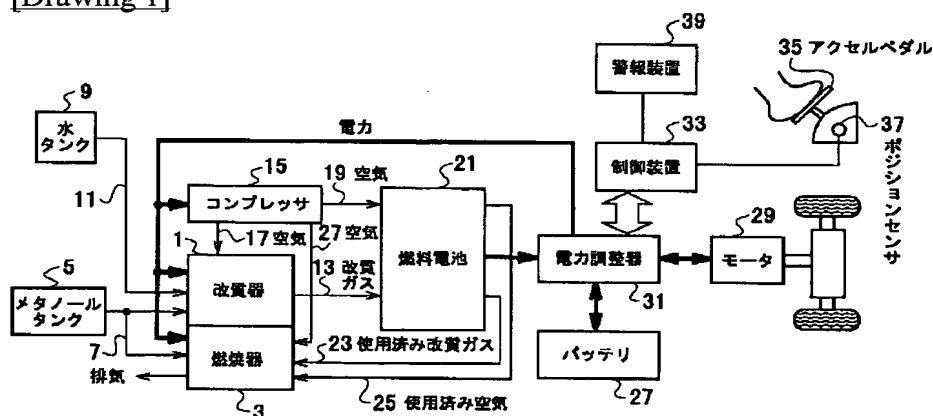 [Drawing 1]
39
警報装置
35 アクセルペダル
37
ポジションセンサ
9
水
タンク
電力
33
制御装置
11
15
コンプレッサ
19 空気
21
燃料電池
17 空気
27 空気
1
改質器
13 改質
ガス
5
メタノール
タンク
7
29
モータ
電力調整器
31
燃焼器
23 使用済み改質ガス
排気
3
25 使用済み空気
バッテリ
27